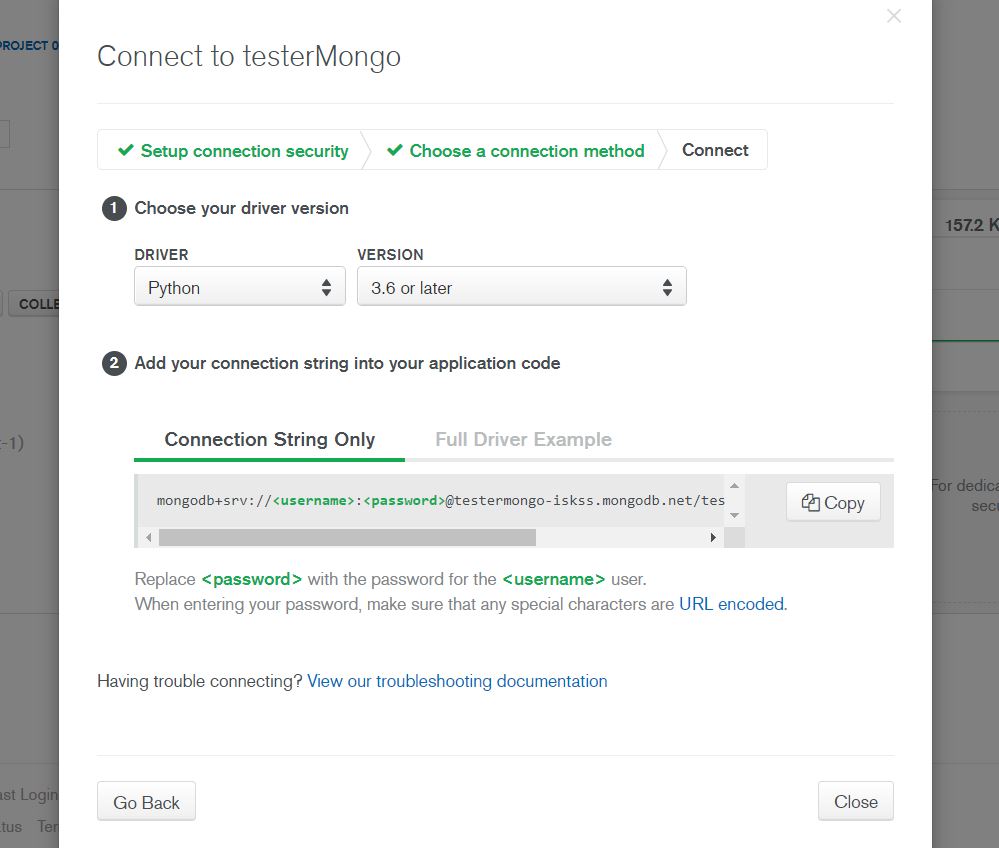 PROJECT 0
Connect to testerMongo
Setup connection security
Choose a connection method
Connect
1 Choose your driver version
157.2 K
DRIVER
VERSION
Python
3.6 or later
COLLE
2 Add your connection string into your application code
Connection String Only
Full Driver Example
-1)
mongodb+srv://<username>:<password>@testermongo-iskss.mongodb.net/tes
Copy
For dedica
secu
Replace <password> with the password for the <username> user.
When entering your password, make sure that any special characters are URL encoded.
Having trouble connecting? View our troubleshooting documentation
ast Login
Go Back
Close
tus Ter